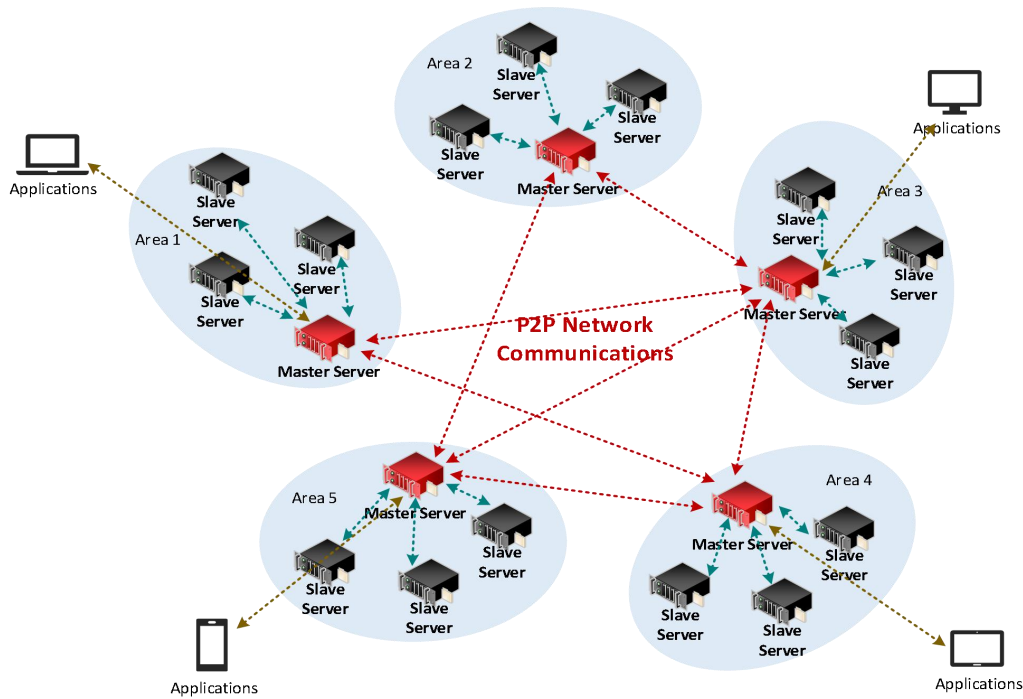 Area 2
Slave
Server
Slave
Server
Slave
Server
Master Server
Applications
Applications
Area 1
Slave
Server
Slave
Server
Slave
Server
Master Server
Area 3
Slave
Server
Slave
Server
Slave
Server
Master Server
P2P Network
Communications
Area 5
Master Server
Slave
Server
Slave
Server
Slave
Server
Area 4
Master Server
Slave
Server
Slave
Server
Slave
Server
Applications
Applications